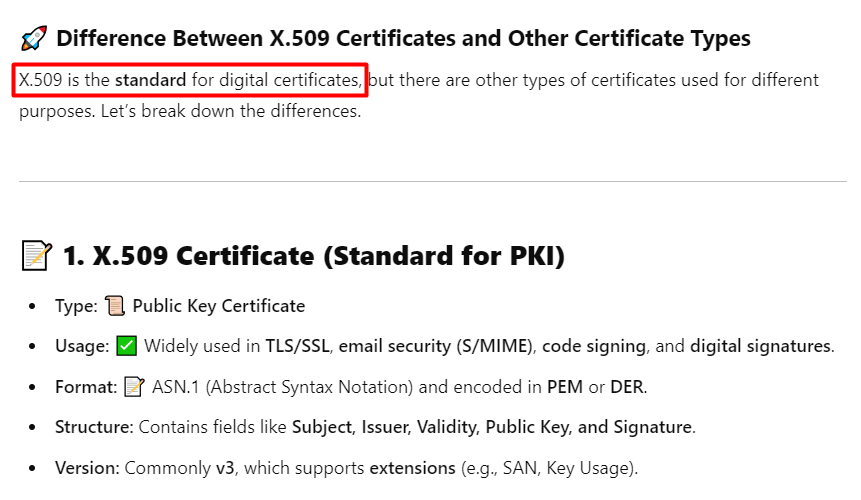 🚀 Difference Between X.509 Certificates and Other Certificate Types
X.509 is the standard for digital certificates, but there are other types of certificates used for different
purposes. Let’s break down the differences.
📝 1. X.509 Certificate (Standard for PKI)
• Type: 📜 Public Key Certificate
• Usage: ✅ Widely used in TLS/SSL, email security (S/MIME), code signing, and digital signatures.
• Format: 📝 ASN.1 (Abstract Syntax Notation) and encoded in PEM or DER.
• Structure: Contains fields like Subject, Issuer, Validity, Public Key, and Signature.
• Version: Commonly v3, which supports extensions (e.g., SAN, Key Usage).